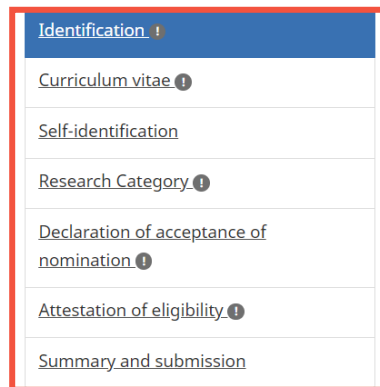 Identification !
Curriculum vitae !
Self-identification
Research Category !
Declaration of acceptance of
nomination !
Attestation of eligibility !
Summary and submission